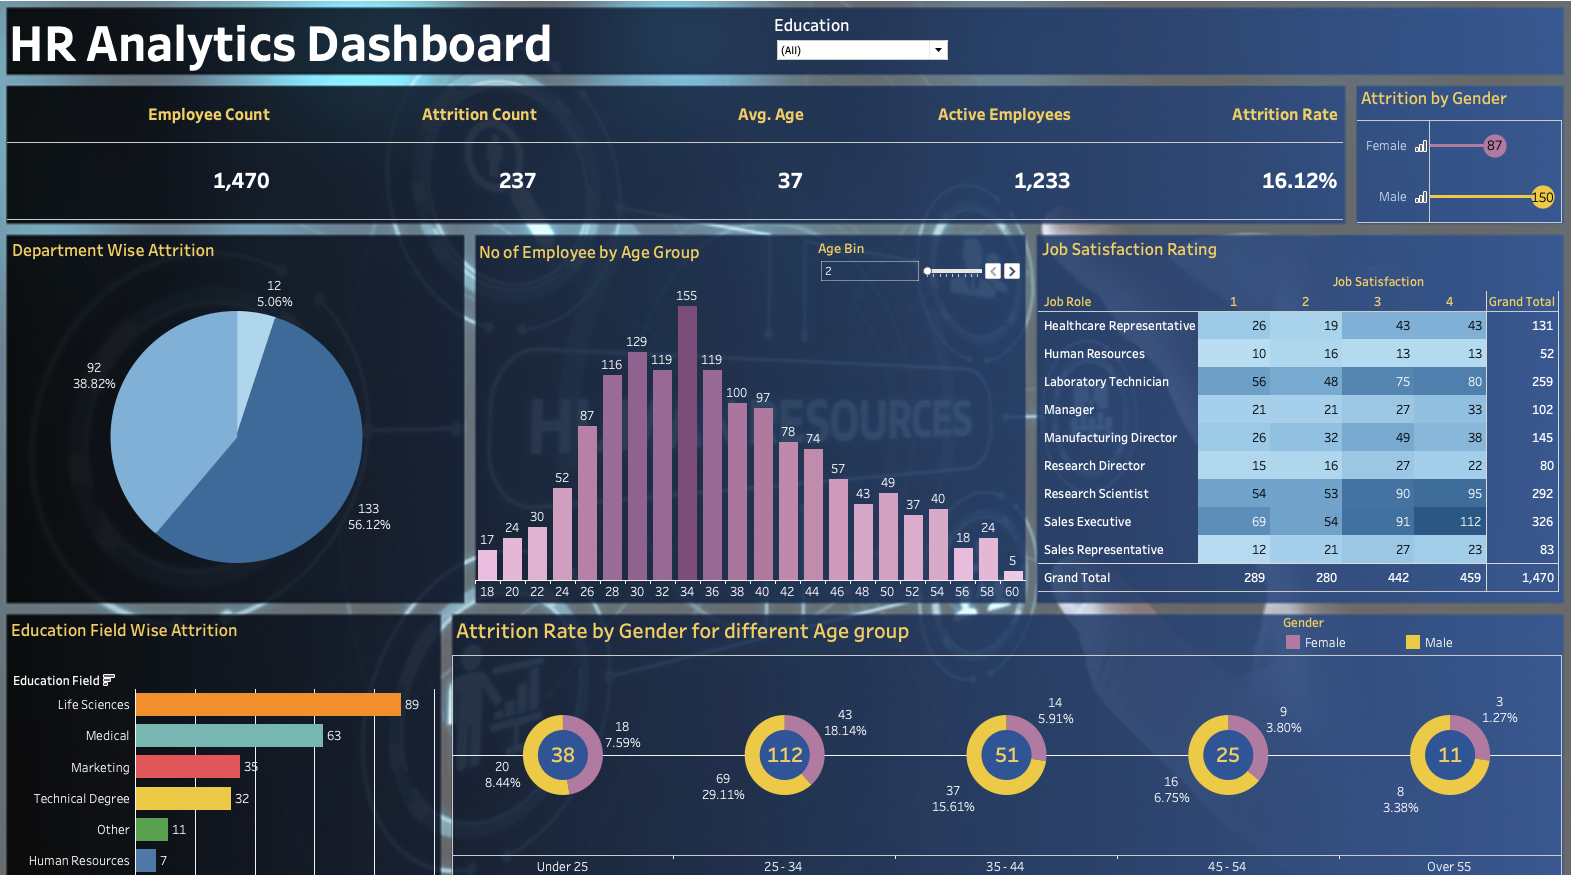 HR Analytics Dashboard
Education
(All)
Employee Count Attrition Count Avg. Age Active Employees Attrition Rate
1,470 237 37 1,233 16.12%
Attrition by Gender
Female 87
Male 150
Department Wise Attrition
12
5.06%
92
38.82%
133
56.12%
No of Employee by Age Group
Age Bin
2
17 24 30 52 87 116 129 119 155 119 100 97 78 74 57 43 49 37 40 18 24 5
18 20 22 24 26 28 30 32 34 36 38 40 42 44 46 48 50 52 54 56 58 60
HUMAN RESOURCES
Job Satisfaction Rating
Job Satisfaction
Job Role 1 2 3 4 Grand Total
Healthcare Representative 26 19 43 43 131
Human Resources 10 16 13 13 52
Laboratory Technician 56 48 75 80 259
Manager 21 21 27 33 102
Manufacturing Director 26 32 49 38 145
Research Director 15 16 27 22 80
Research Scientist 54 53 90 95 292
Sales Executive 69 54 91 112 326
Sales Representative 12 21 27 23 83
Grand Total 289 280 442 459 1,470
Education Field Wise Attrition
Education Field
Life Sciences 89
Medical 63
Marketing 35
Technical Degree 32
Other 11
Human Resources 7
Attrition Rate by Gender for different Age group
Gender
Female Male
38
18
7.59%
20
8.44%
112
43
18.14%
69
29.11%
51
14
5.91%
37
15.61%
25
9
3.80%
16
6.75%
11
3
1.27%
8
3.38%
Under 25 25 - 34 35 - 44 45 - 54 Over 55